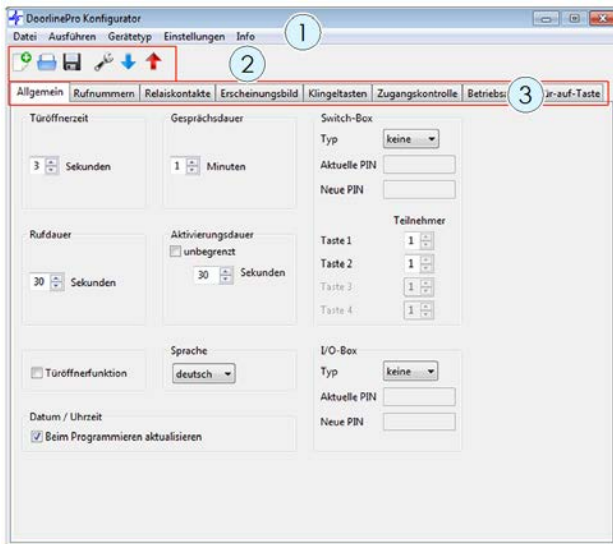 DoorlinePro Konfigurator
Datei Ausführen Gerätetyp Einstellungen Info
1
2
3
Allgemein Rufnummern Relaiskontakte Erscheinungsbild Klingeltasten Zugangskontrolle ür-auf-Taste
Türöffnerzeit
3 Sekunden
Gesprächsdauer
1 Minuten
Switch-Box
Typ keine
Aktuelle PIN
Neue PIN
Teilnehmer
Taste 1 1
Taste 2 1
Taste 3 1
Taste 4 1
Rufdauer
30 Sekunden
Aktivierungsdauer
unbegrenzt
30 Sekunden
Türöffnerfunktion
Sprache
deutsch
I/O-Box
Typ keine
Aktuelle PIN
Neue PIN
Datum / Uhrzeit
Beim Programmieren aktualisieren